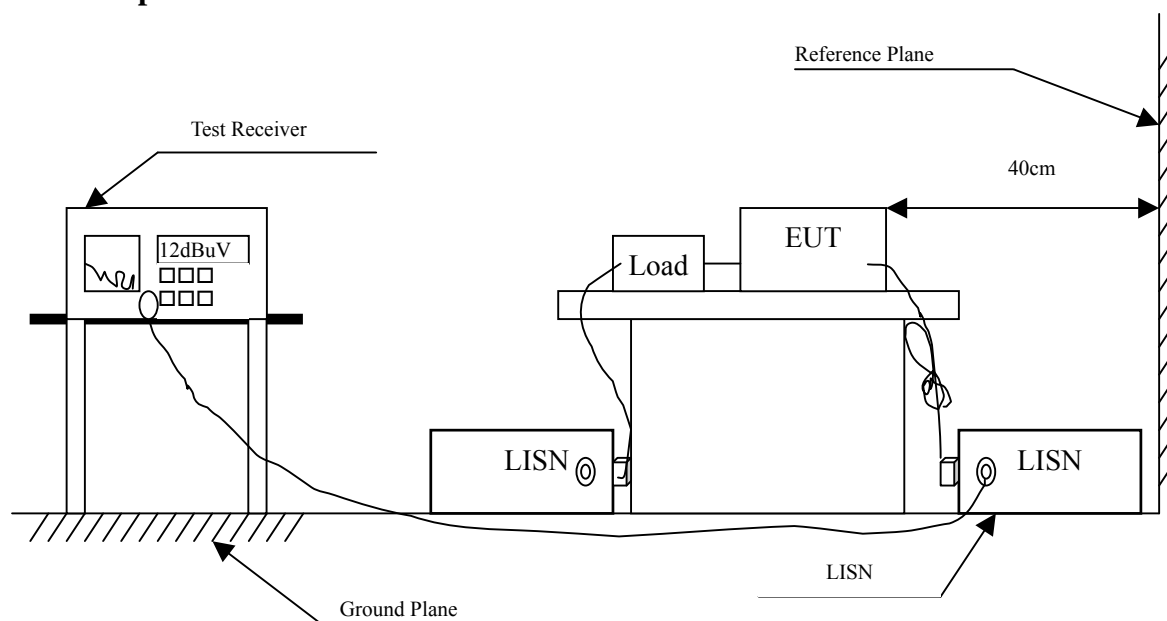 Reference Plane
Test Receiver
40cm
12dBuV
EUT
Load
LISN
LISN
LISN
Ground Plane